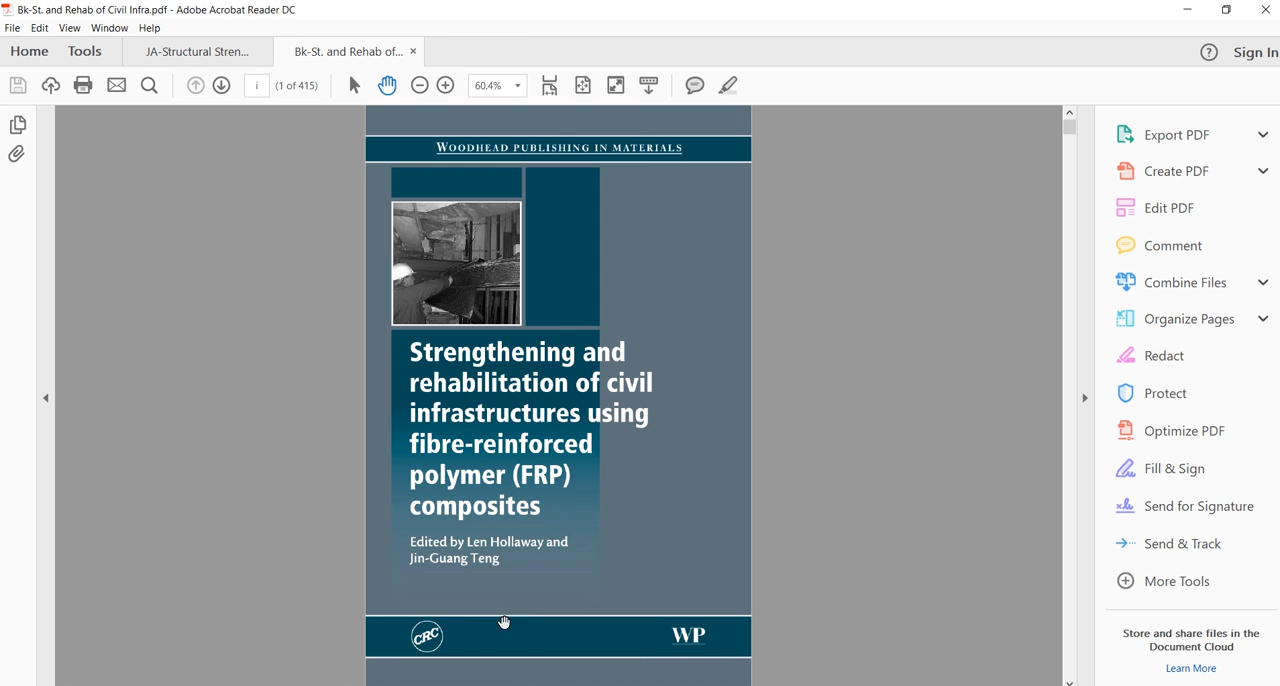 Bk-St. and Rehab of Civil Infra.pdf - Adobe Acrobat Reader DC
File Edit View Window Help
Home Tools JA-Structural Stren... Bk-St. and Rehab of... × ? Sign In
i (1 of 415) 60.4%
WOODHEAD PUBLISHING IN MATERIALS
Strengthening and
rehabilitation of civil
infrastructures using
fibre-reinforced
polymer (FRP)
composites
Edited by Len Hollaway and
Jin-Guang Teng
CRC WP
Export PDF
Create PDF
Edit PDF
Comment
Combine Files
Organize Pages
Redact
Protect
Optimize PDF
Fill & Sign
Send for Signature
Send & Track
More Tools
Store and share files in the
Document Cloud
Learn More